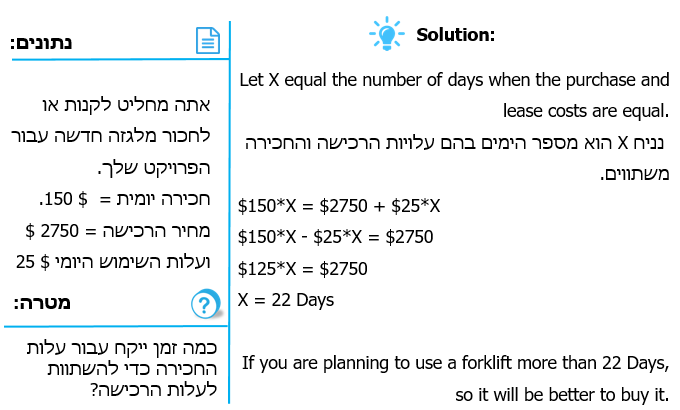 נתונים:
אתה מחליט לקנות או
לחכור מלגזה חדשה עבור
הפרויקט שלך.
חכירה יומית = $ 150.
מחיר הרכישה = 2750 $
ועלות השימוש היומי $ 25
מטרה:
כמה זמן ייקח עבור עלות
החכירה כדי להשתוות
לעלות הרכישה?
Solution:
Let X equal the number of days when the purchase and
lease costs are equal.
נניח X הוא מספר הימים בהם עלויות הרכישה והחכירה
משתווים.
$150*X = $2750 + $25*X
$150*X - $25*X = $2750
$125*X = $2750
X = 22 Days
If you are planning to use a forklift more than 22 Days,
so it will be better to buy it.